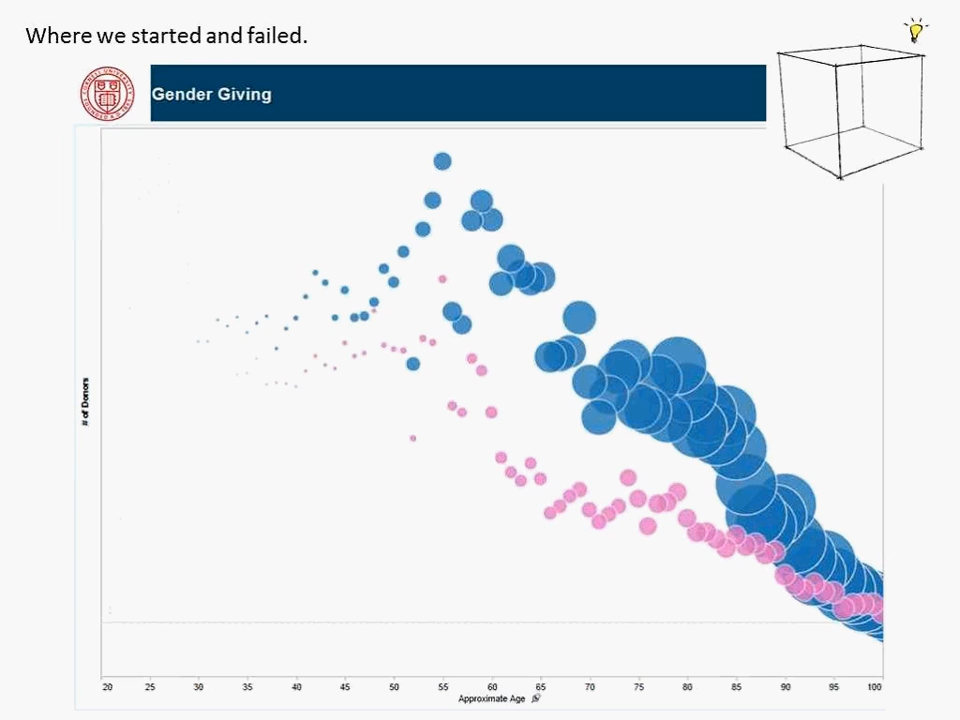 Where we started and failed.
Gender Giving
# of Donors
20 25 30 35 40 45 50 55 60 65 70 75 80 85 90 95 100
Approximate Age